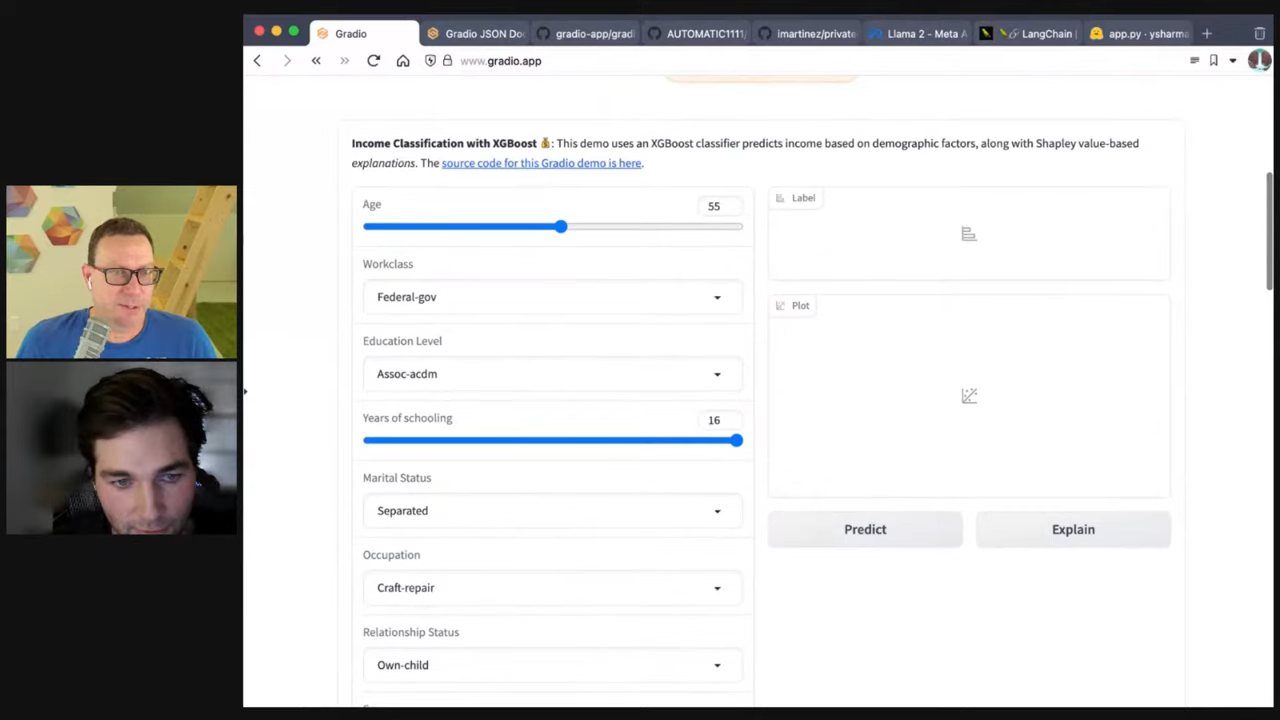 Gradio
Gradio JSON Do
gradio-app/gradi
AUTOMATIC1111/
imartinez/private
Llama 2 - Meta A
LangChain
app.py · ysharma
www.gradio.app
Income Classification with XGBoost 💰: This demo uses an XGBoost classifier predicts income based on demographic factors, along with Shapley value-based
explanations. The source code for this Gradio demo is here.
Age
55
Workclass
Federal-gov
Education Level
Assoc-acdm
Years of schooling
16
Marital Status
Separated
Occupation
Craft-repair
Relationship Status
Own-child
Label
Plot
Predict
Explain